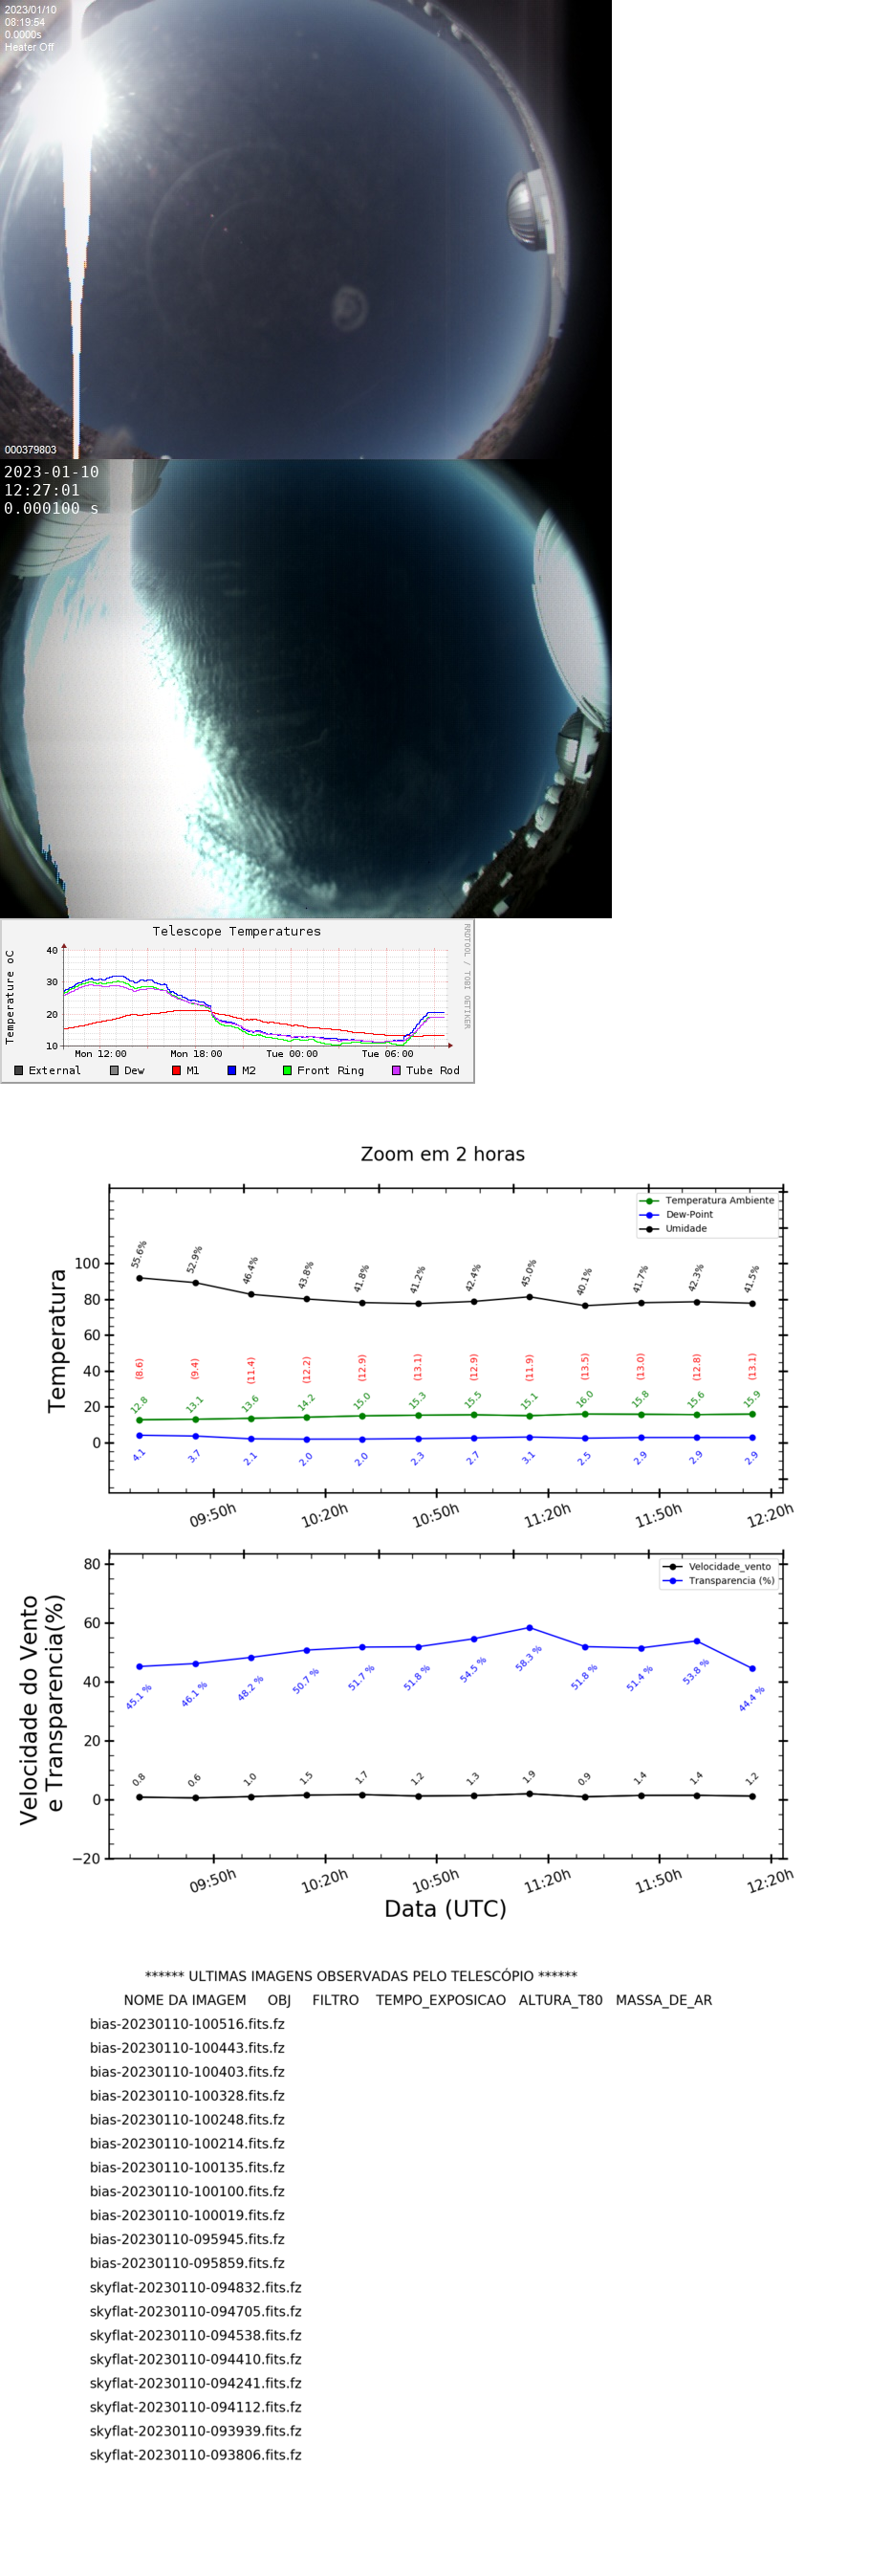 2023/01/10
08:19:54
0.0000s
Heater Off
000379803
2023-01-10
12:27:01
0.000100 s
Telescope Temperatures
Temperature oC
RRDTOOL / TOBI OETIKER
40
30
20
10
Mon 12:00 Mon 18:00 Tue 00:00 Tue 06:00
External Dew M1 M2 Front Ring Tube Rod
Zoom em 2 horas
Temperatura
Temperatura Ambiente
Dew-Point
Umidade
100
80
60
40
20
0
55.6% 52.9% 46.4% 43.8% 41.8% 41.2% 42.4% 45.0% 40.1% 41.7% 42.3% 41.5%
(8.6) (9.4) (11.4) (12.2) (12.9) (13.1) (12.9) (11.9) (13.5) (13.0) (12.8) (13.1)
12.8 13.1 13.6 14.2 15.0 15.3 15.5 15.1 16.0 15.8 15.6 15.9
4.1 3.7 2.1 2.0 2.0 2.3 2.7 3.1 2.5 2.9 2.9 2.9
09:50h 10:20h 10:50h 11:20h 11:50h 12:20h
Velocidade do Vento
e Transparencia(%)
Velocidade_vento
Transparencia (%)
80
60
40
20
0
−20
45.1 % 46.1 % 48.2 % 50.7 % 51.7 % 51.8 % 54.5 % 58.3 % 51.8 % 51.4 % 53.8 % 44.4 %
0.8 0.6 1.0 1.5 1.7 1.2 1.3 1.9 0.9 1.4 1.4 1.2
09:50h 10:20h 10:50h 11:20h 11:50h 12:20h
Data (UTC)
****** ULTIMAS IMAGENS OBSERVADAS PELO TELESCÓPIO ******
NOME DA IMAGEM OBJ FILTRO TEMPO_EXPOSICAO ALTURA_T80 MASSA_DE_AR
bias-20230110-100516.fits.fz
bias-20230110-100443.fits.fz
bias-20230110-100403.fits.fz
bias-20230110-100328.fits.fz
bias-20230110-100248.fits.fz
bias-20230110-100214.fits.fz
bias-20230110-100135.fits.fz
bias-20230110-100100.fits.fz
bias-20230110-100019.fits.fz
bias-20230110-095945.fits.fz
bias-20230110-095859.fits.fz
skyflat-20230110-094832.fits.fz
skyflat-20230110-094705.fits.fz
skyflat-20230110-094538.fits.fz
skyflat-20230110-094410.fits.fz
skyflat-20230110-094241.fits.fz
skyflat-20230110-094112.fits.fz
skyflat-20230110-093939.fits.fz
skyflat-20230110-093806.fits.fz